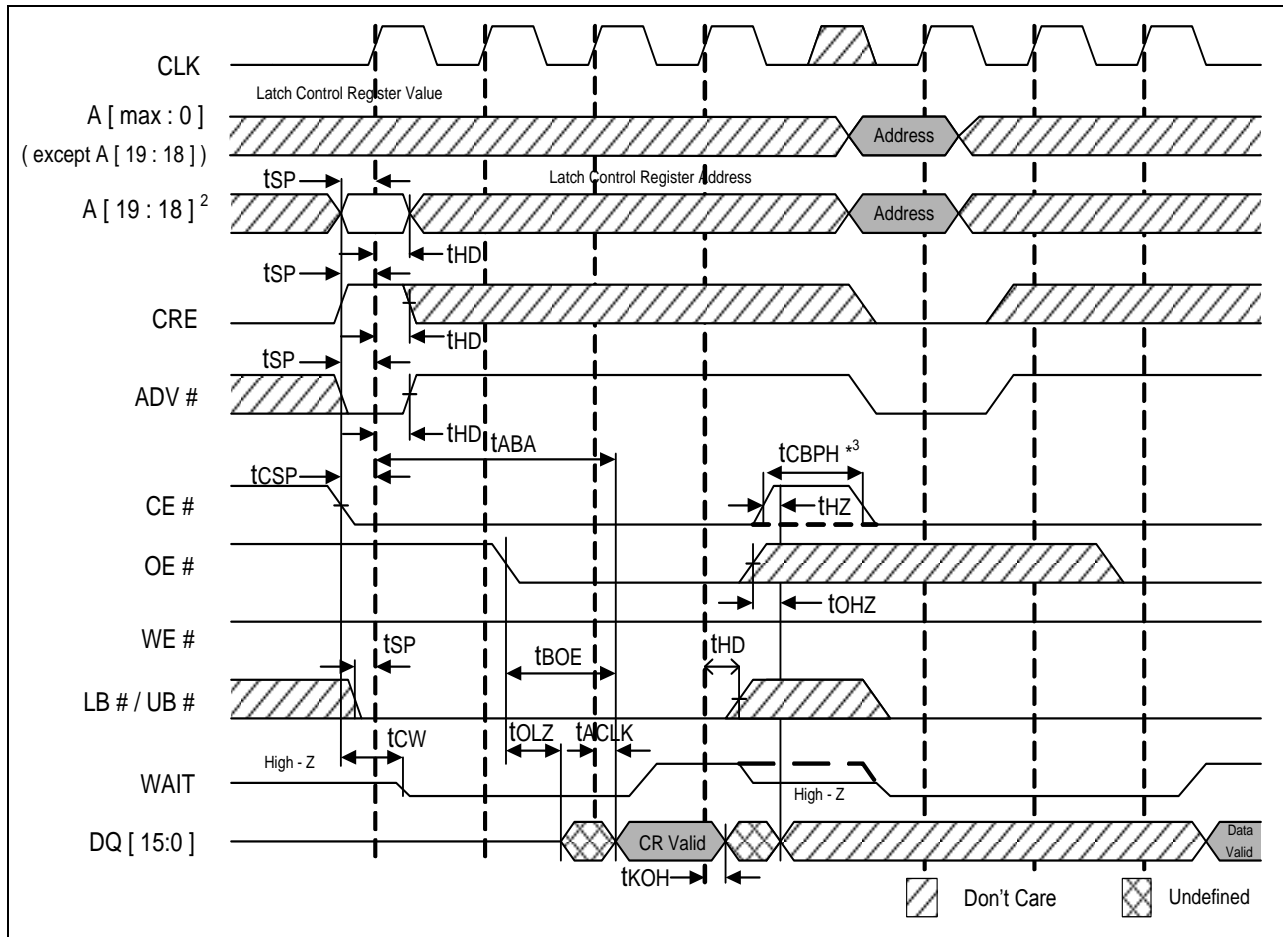 CLK
Latch Control Register Value
A [ max : 0 ]
Address
( except A [ 19 : 18 ] )
tSP
Latch Control Register Address
A [ 19 : 18 ] 2
Address
tHD
tSP
CRE
tHD
tSP
ADV #
tHD
tABA
tCBPH *3
tCSP
CE #
tHZ
OE #
tOHZ
WE #
tSP
tHD
tBOE
LB # / UB #
tCW
tOLZ
tACLK
High - Z
WAIT
High - Z
DQ [ 15:0 ]
CR Valid
Data
Valid
tKOH
Don't Care
Undefined